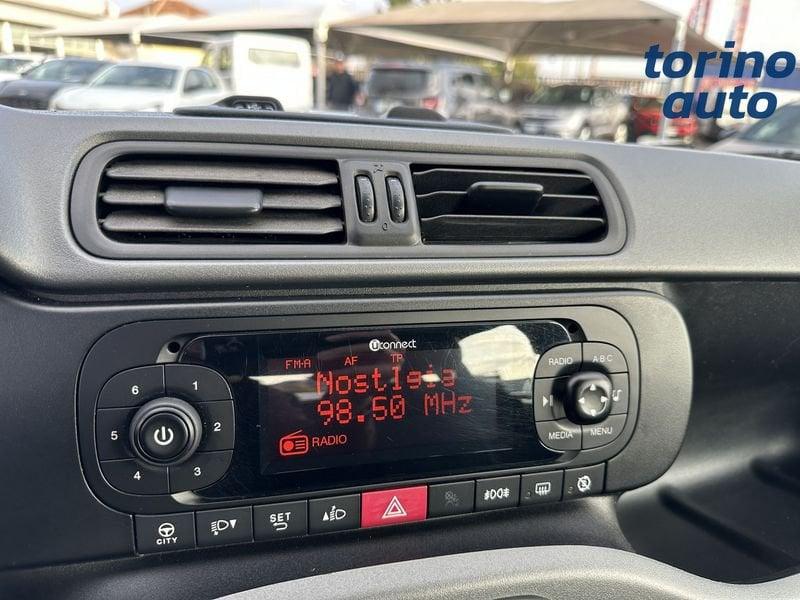 torino
auto
uconnect
FM-A AF TP
98.50 MHz
RADIO
6 1
5 2
4 3
RADIO A·B·C
MEDIA MENU
0
CITY
SET